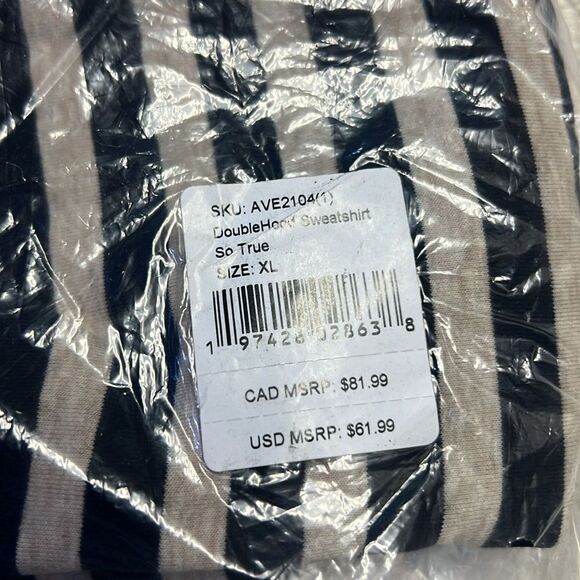 SKU: AVE2104(1)
DoubleHood Sweatshirt
So True
SIZE: XL
1 97428 02863 8
CAD MSRP: $81.99
USD MSRP: $61.99